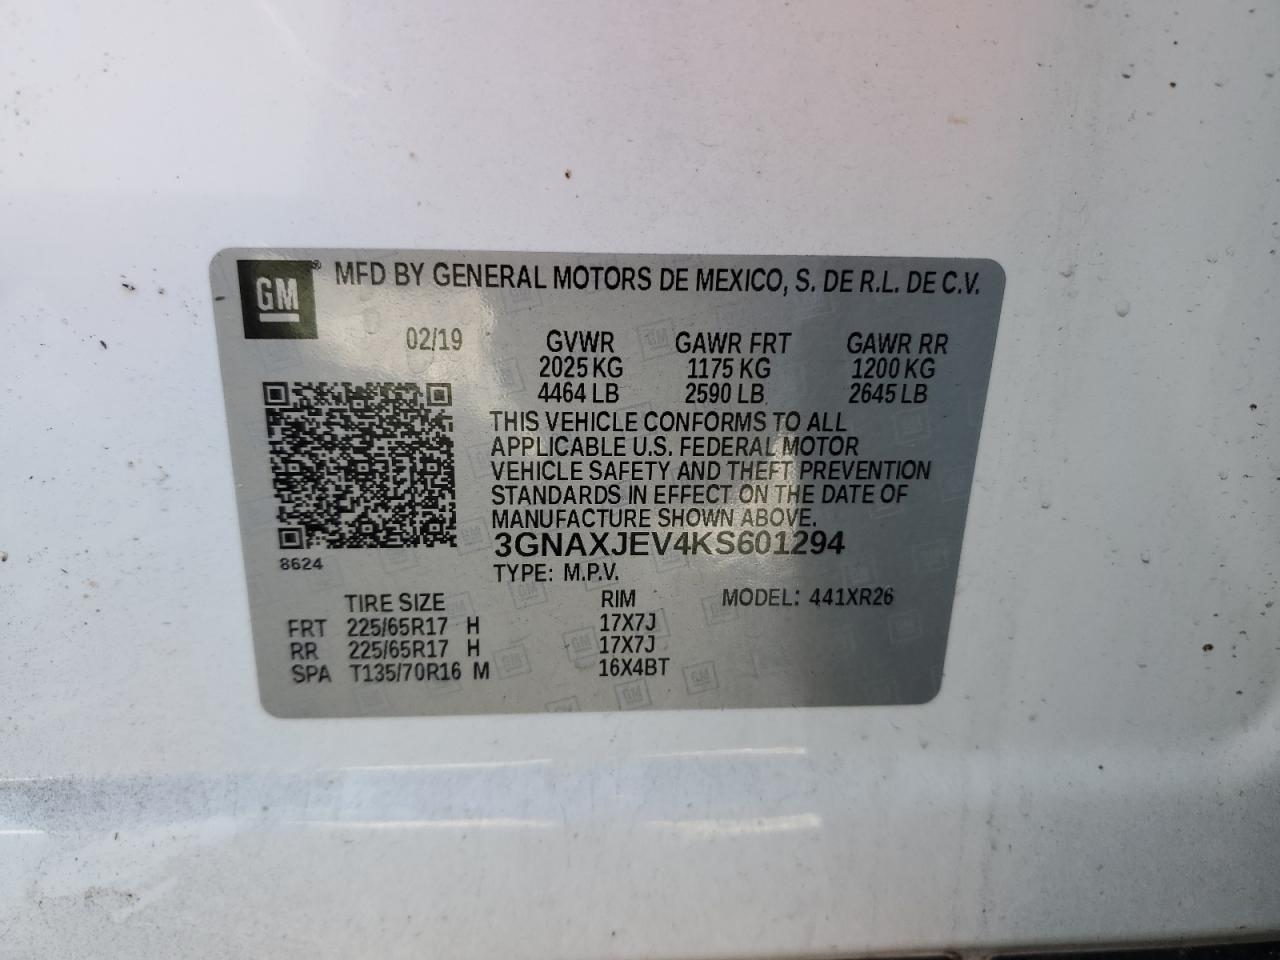 GM® MFD BY GENERAL MOTORS DE MEXICO, S. DE R.L. DE C.V.
02/19 GVWR GAWR FRT GAWR RR
2025 KG 1175 KG 1200 KG
4464 LB 2590 LB 2645 LB
THIS VEHICLE CONFORMS TO ALL
APPLICABLE U.S. FEDERAL MOTOR
VEHICLE SAFETY AND THEFT PREVENTION
STANDARDS IN EFFECT ON THE DATE OF
MANUFACTURE SHOWN ABOVE.
3GNAXJEV4KS601294
8624
TYPE: M.P.V.
TIRE SIZE RIM MODEL: 441XR26
FRT 225/65R17 H 17X7J
RR 225/65R17 H 17X7J
SPA T135/70R16 M 16X4BT